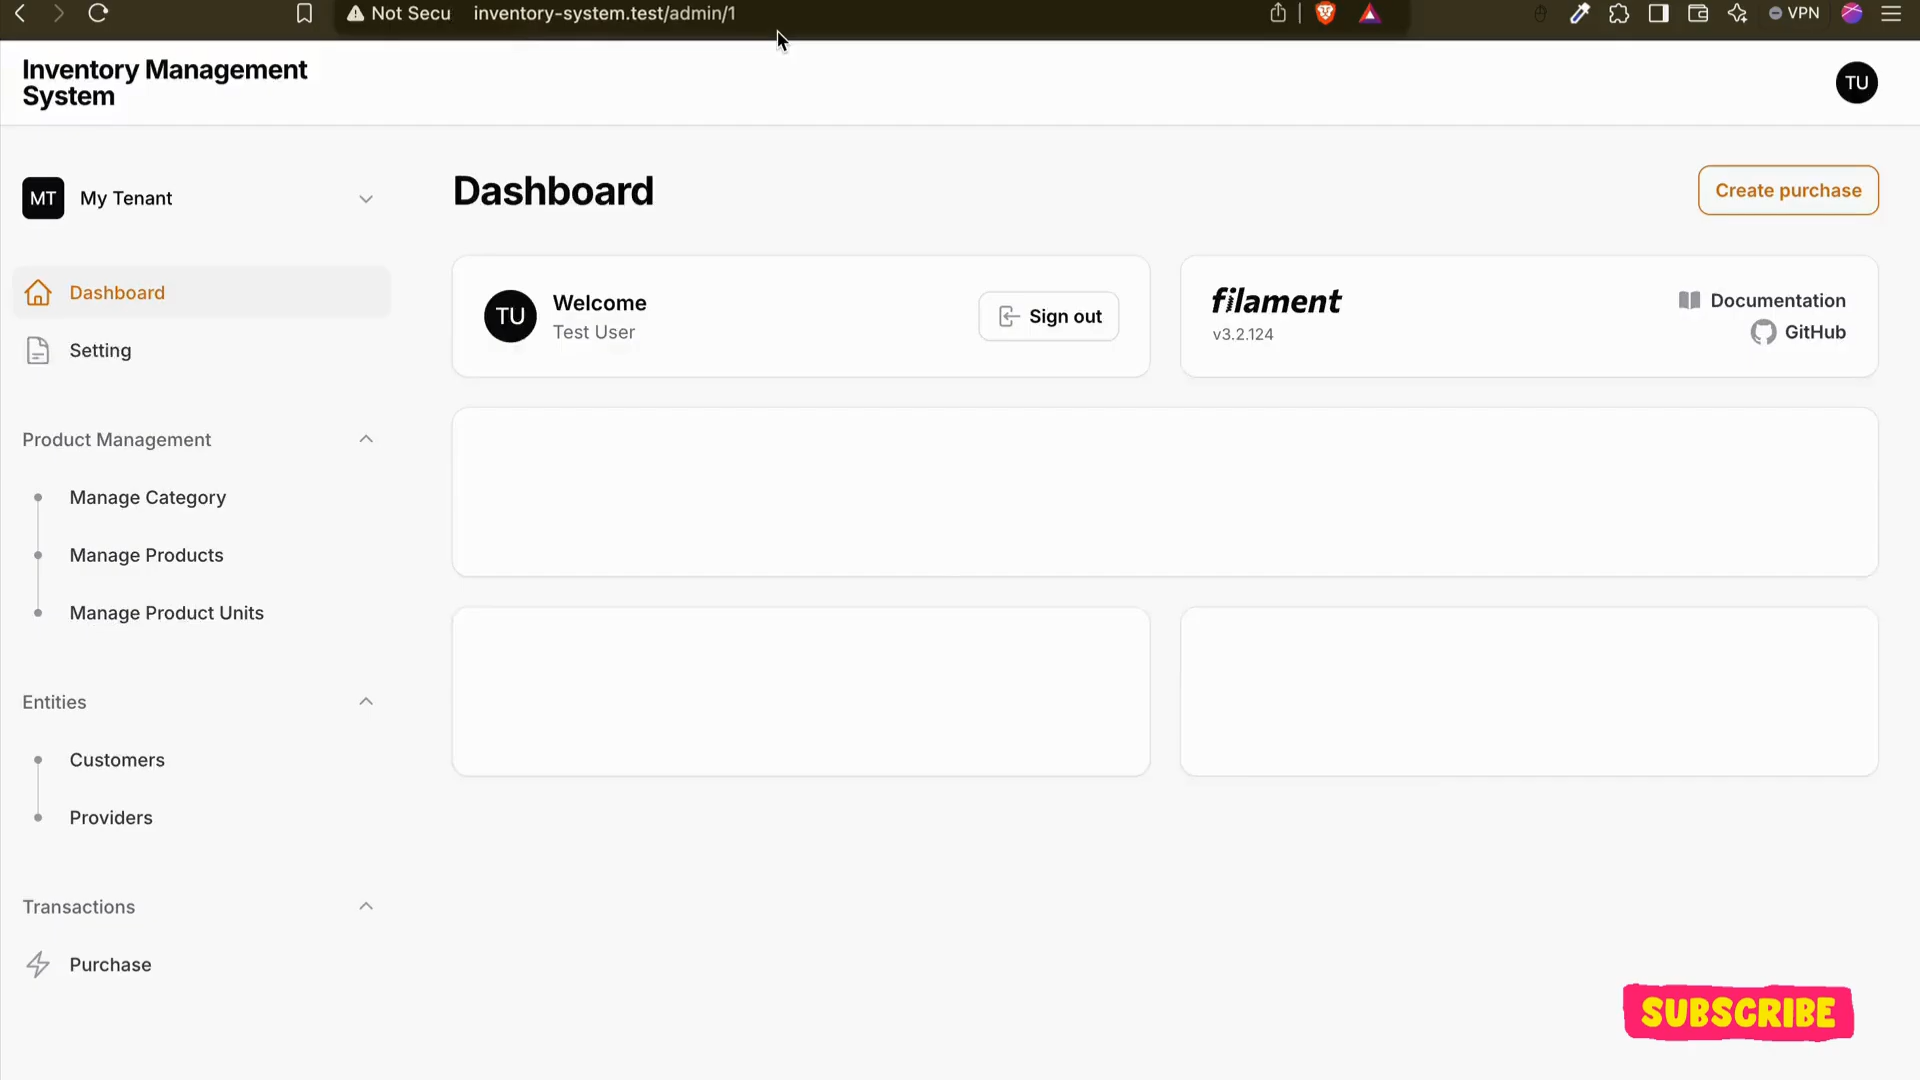 Not Secu inventory-system.test/admin/1
VPN
Inventory Management
System
TU
MT My Tenant
Dashboard
Create purchase
Dashboard
Setting
TU
Welcome
Test User
Sign out
filament
v3.2.124
Documentation
GitHub
Product Management
Manage Category
Manage Products
Manage Product Units
Entities
Customers
Providers
Transactions
Purchase
SUBSCRIBE